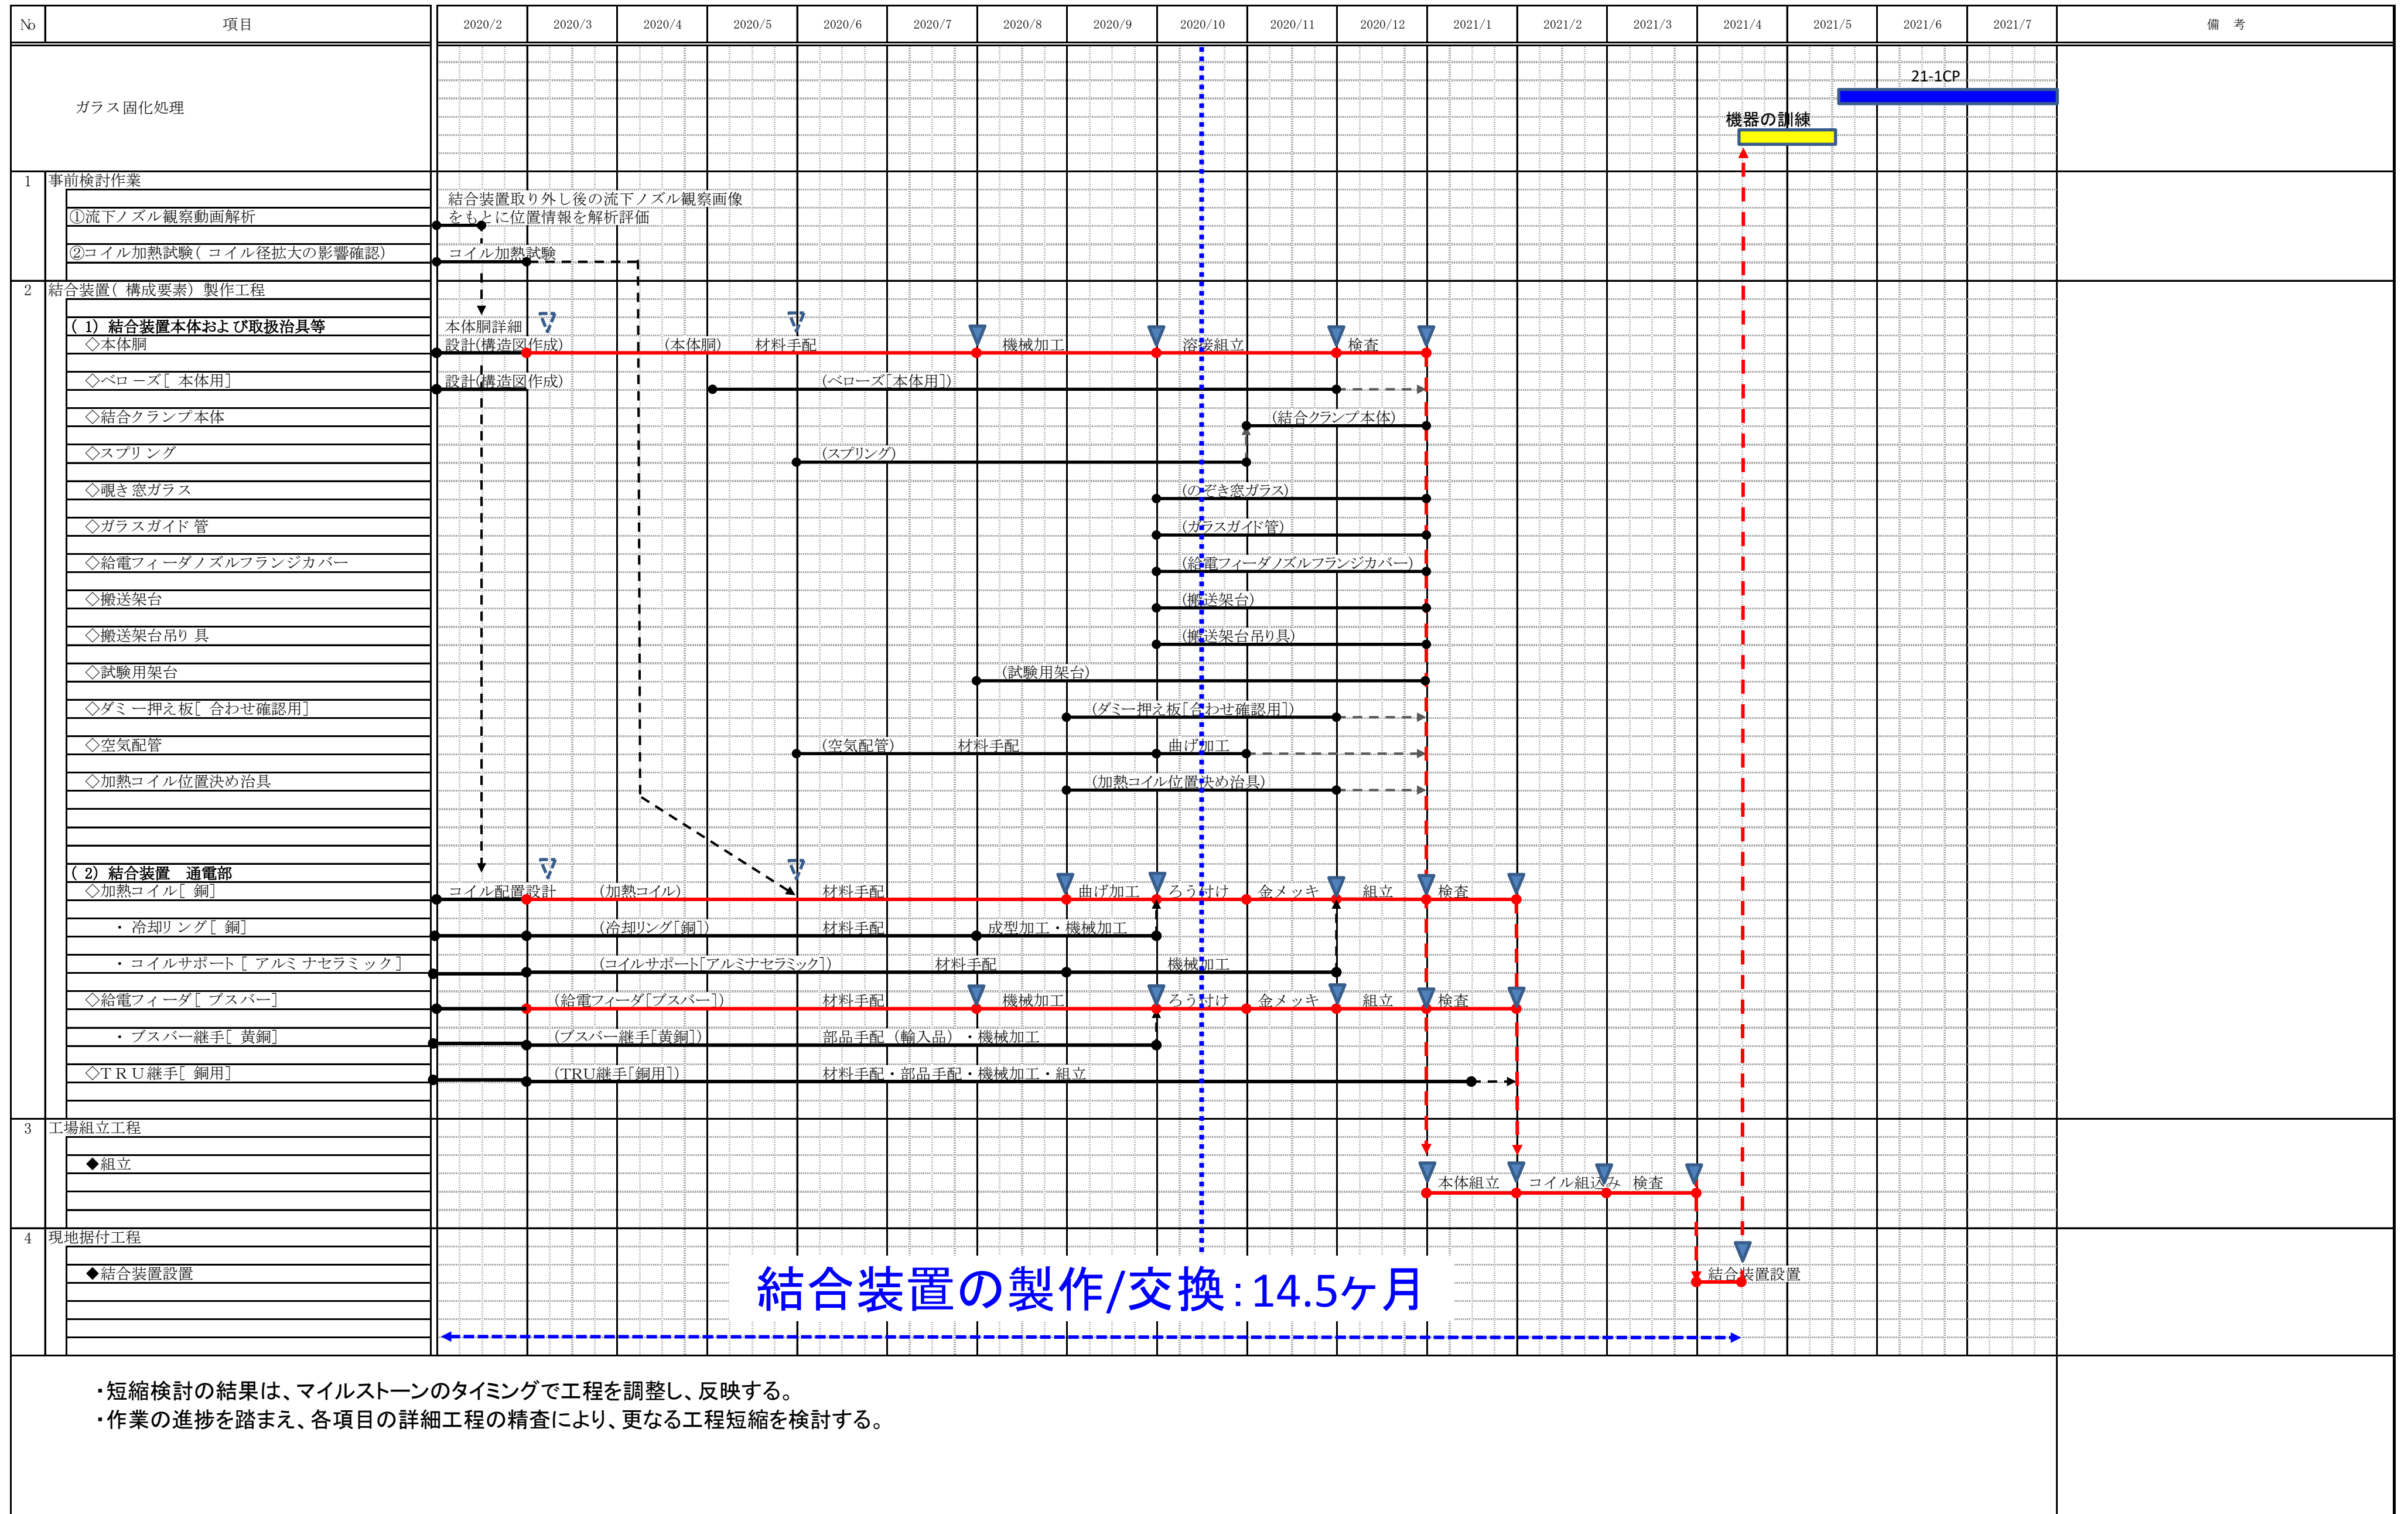 No 項目 2020/2 2020/3 2020/4 2020/5 2020/6 2020/7 2020/8 2020/9 2020/10 2020/11 2020/12 2021/1 2021/2 2021/3 2021/4 2021/5 2021/6 2021/7 備 考
21-1CP
ガラス固化処理
機器の訓練
1 事前検討作業
結合装置取り外し後の流下ノズル観察画像
①流下ノズル観察動画解析 をもとに位置情報を解析評価
②コイル加熱試験(コイル径拡大の影響確認) コイル加熱試験
2 結合装置(構成要素)製作工程
(1)結合装置本体および取扱治具等 本体胴詳細
◇本体胴 設計(構造図作成) (本体胴) 材料手配 機械加工 溶接組立 検査
◇ベローズ[本体用] 設計(構造図作成) (ベローズ[本体用])
◇結合クランプ本体 (結合クランプ本体)
◇スプリング (スプリング)
◇覗き窓ガラス (のぞき窓ガラス)
◇ガラスガイド管 (ガラスガイド管)
◇給電フィーダノズルフランジカバー (給電フィーダノズルフランジカバー)
◇搬送架台 (搬送架台)
◇搬送架台吊り具 (搬送架台吊り具)
◇試験用架台 (試験用架台)
◇ダミー押え板[合わせ確認用] (ダミー押え板[合わせ確認用])
◇空気配管 (空気配管) 材料手配 曲げ加工
◇加熱コイル位置決め治具 (加熱コイル位置決め治具)
(2)結合装置 通電部
◇加熱コイル[銅] コイル配置設計 (加熱コイル) 材料手配 曲げ加工 ろう付け 金メッキ 組立 検査
・冷却リング[銅] (冷却リング[銅]) 材料手配 成型加工・機械加工
・コイルサポート[アルミナセラミック] (コイルサポート[アルミナセラミック]) 材料手配 機械加工
◇給電フィーダ[ブスバー] (給電フィーダ[ブスバー]) 材料手配 機械加工 ろう付け 金メッキ 組立 検査
・ブスバー継手[黄銅] (ブスバー継手[黄銅]) 部品手配(輸入品)・機械加工
◇TRU継手[銅用] (TRU継手[銅用]) 材料手配・部品手配・機械加工・組立
3 工場組立工程
◆組立
本体組立 コイル組込み 検査
4 現地据付工程
◆結合装置設置 結合装置設置
結合装置の製作/交換:14.5ヶ月
・短縮検討の結果は、マイルストーンのタイミングで工程を調整し、反映する。
・作業の進捗を踏まえ、各項目の詳細工程の精査により、更なる工程短縮を検討する。